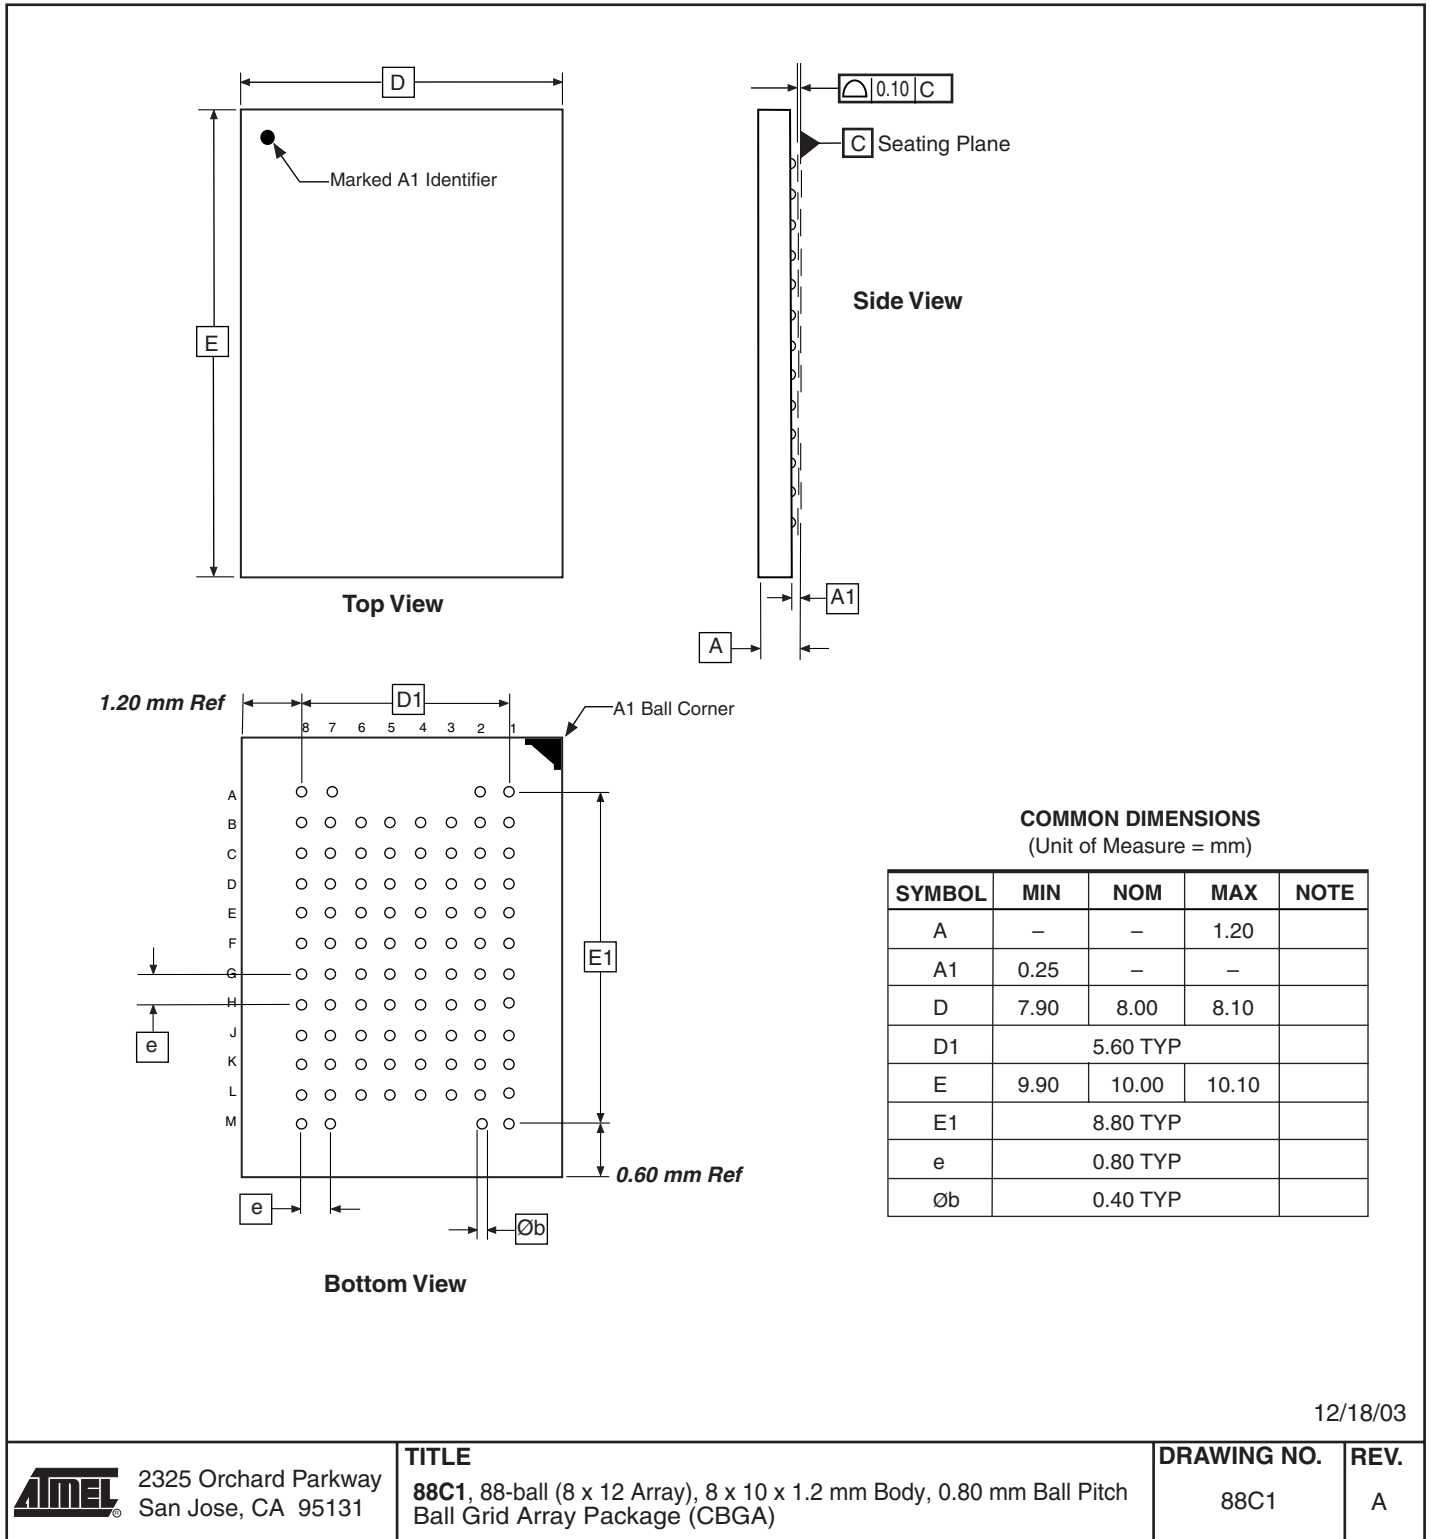 D
0.10 C
C Seating Plane
Marked A1 Identifier
Side View
E
Top View
A1
A
1.20 mm Ref
D1
A1 Ball Corner
8 7 6 5 4 3 2 1
A
B
C
D
E
F
G
H
J
K
L
M
E1
e
0.60 mm Ref
e
Øb
Bottom View
COMMON DIMENSIONS
(Unit of Measure = mm)
SYMBOL MIN NOM MAX NOTE
A – – 1.20
A1 0.25 – –
D 7.90 8.00 8.10
D1 5.60 TYP
E 9.90 10.00 10.10
E1 8.80 TYP
e 0.80 TYP
Øb 0.40 TYP
12/18/03
ATMEL ®
2325 Orchard Parkway
San Jose, CA 95131
TITLE
88C1, 88-ball (8 x 12 Array), 8 x 10 x 1.2 mm Body, 0.80 mm Ball Pitch
Ball Grid Array Package (CBGA)
DRAWING NO.
88C1
REV.
A